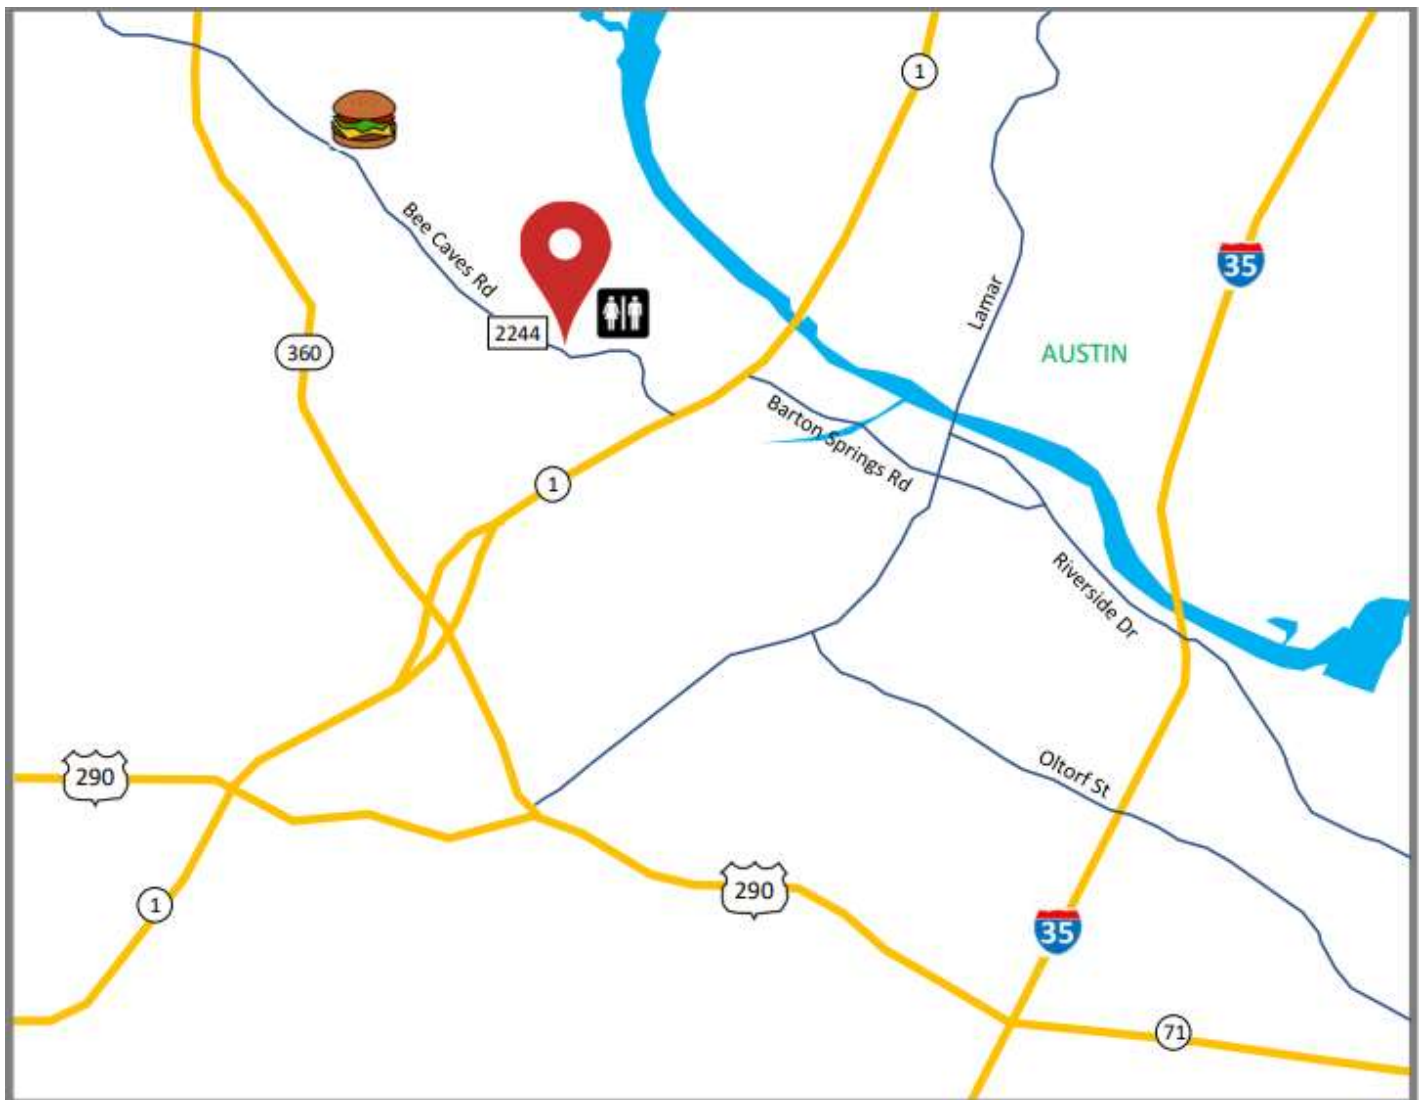 1
35
Bee Caves Rd
Lamar
2244
360
AUSTIN
Barton Springs Rd
1
Riverside Dr
290
Oltorf St
290
1
35
71